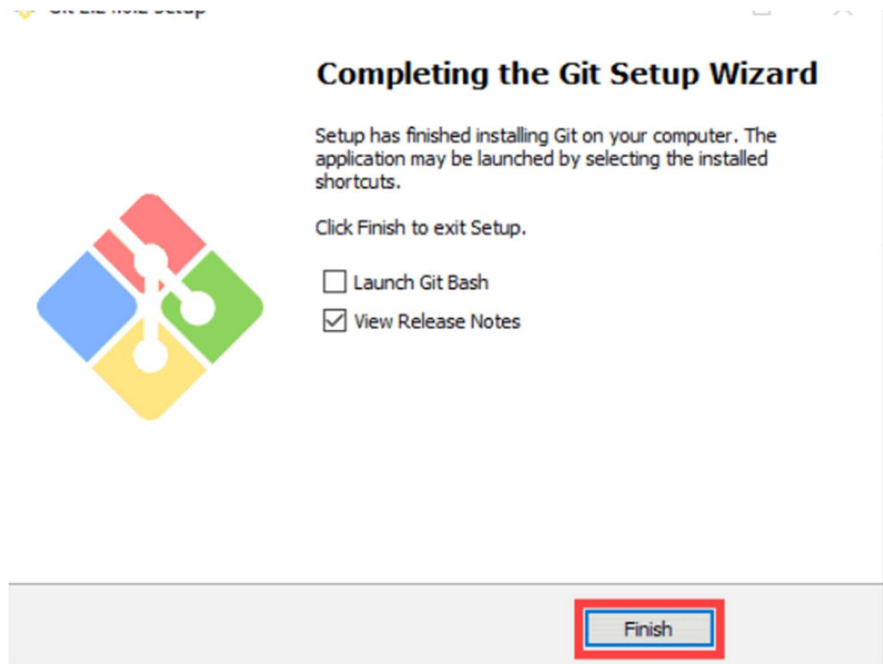 Completing the Git Setup Wizard
Setup has finished installing Git on your computer. The
application may be launched by selecting the installed
shortcuts.
Click Finish to exit Setup.
Launch Git Bash
View Release Notes
Finish